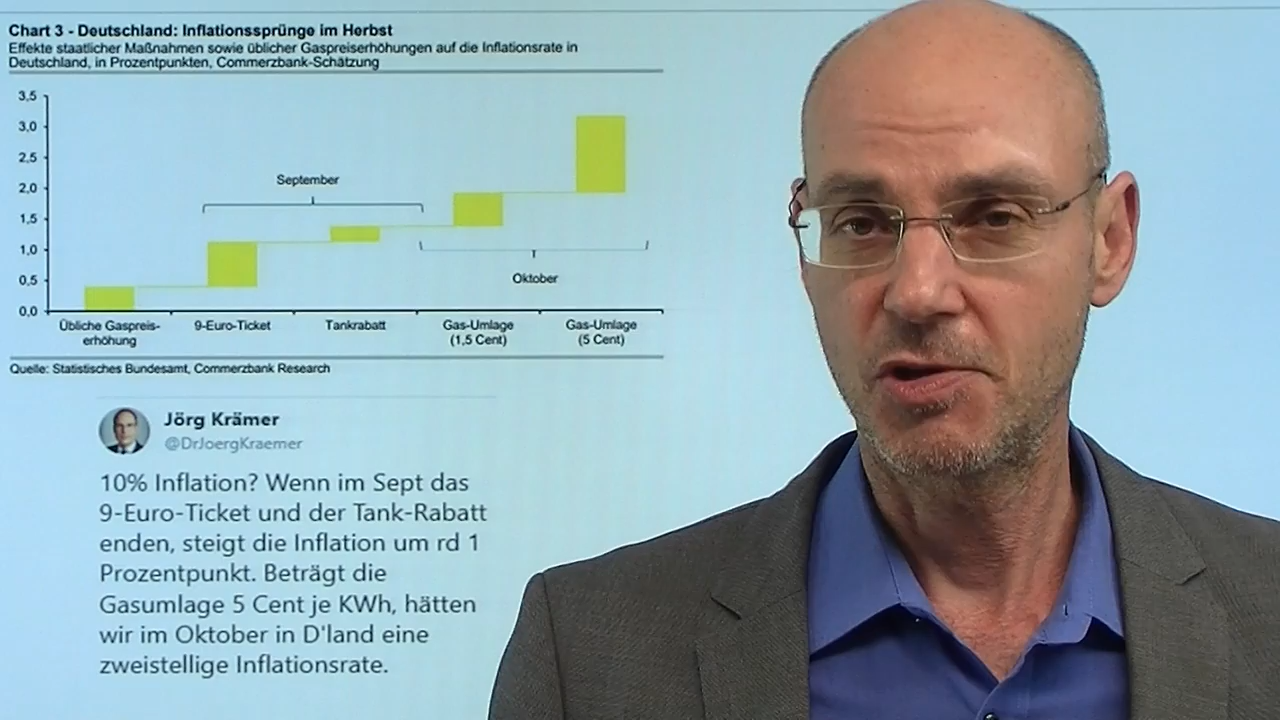 Chart 3 - Deutschland: Inflationssprünge im Herbst
Effekte staatlicher Maßnahmen sowie üblicher Gaspreiserhöhungen auf die Inflationsrate in
Deutschland, in Prozentpunkten, Commerzbank-Schätzung
3,5
3,0
2,5
2,0
1,5
1,0
0,5
0,0
September
Oktober
Übliche Gaspreis-
erhöhung
9-Euro-Ticket
Tankrabatt
Gas-Umlage
(1,5 Cent)
Gas-Umlage
(5 Cent)
Quelle: Statistisches Bundesamt, Commerzbank Research
Jörg Krämer
@DrJoergKraemer
10% Inflation? Wenn im Sept das
9-Euro-Ticket und der Tank-Rabatt
enden, steigt die Inflation um rd 1
Prozentpunkt. Beträgt die
Gasumlage 5 Cent je KWh, hätten
wir im Oktober in D'land eine
zweistellige Inflationsrate.